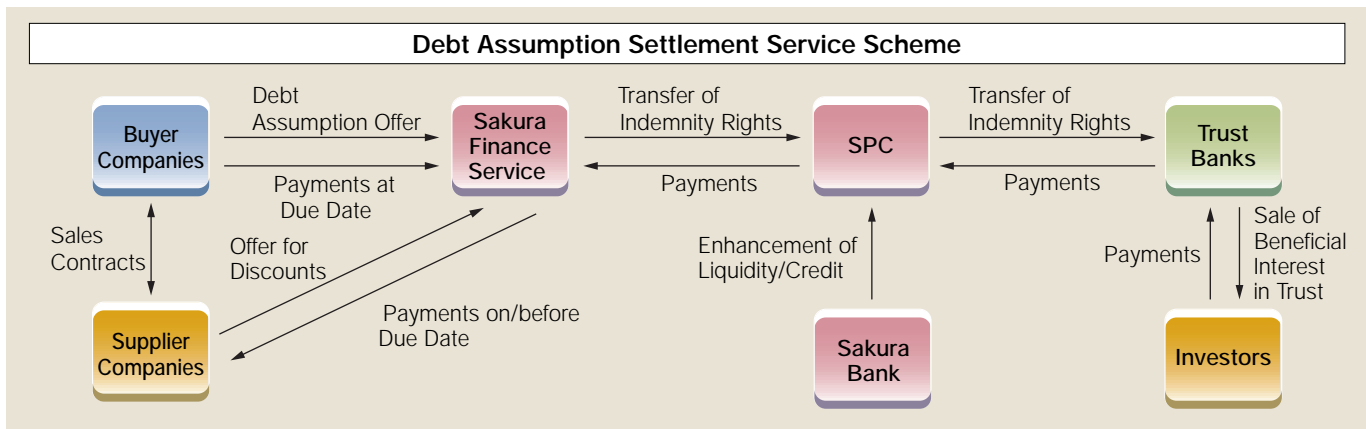 Debt Assumption Settlement Service Scheme
Buyer
Companies
Debt
Assumption Offer
Payments at
Due Date
Sakura
Finance
Service
Transfer of
Indemnity Rights
Payments
SPC
Transfer of
Indemnity Rights
Payments
Trust
Banks
Sales
Contracts
Offer for
Discounts
Payments on/before
Due Date
Enhancement of
Liquidity/Credit
Payments
Sale of
Beneficial
Interest
in Trust
Supplier
Companies
Sakura
Bank
Investors